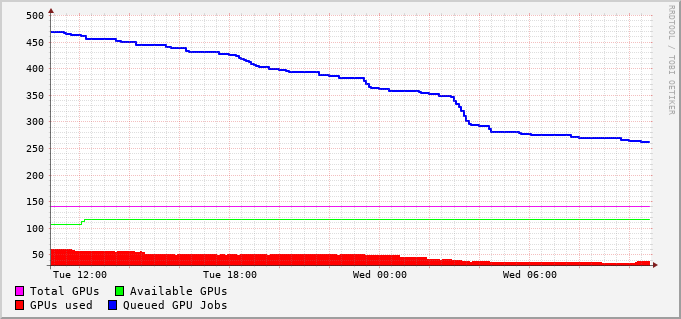 500
450
400
350
300
250
200
150
100
50
Tue 12:00 Tue 18:00 Wed 00:00 Wed 06:00
Total GPUs Available GPUs
GPUs used Queued GPU Jobs
RRDTOOL / TOBI OETIKER